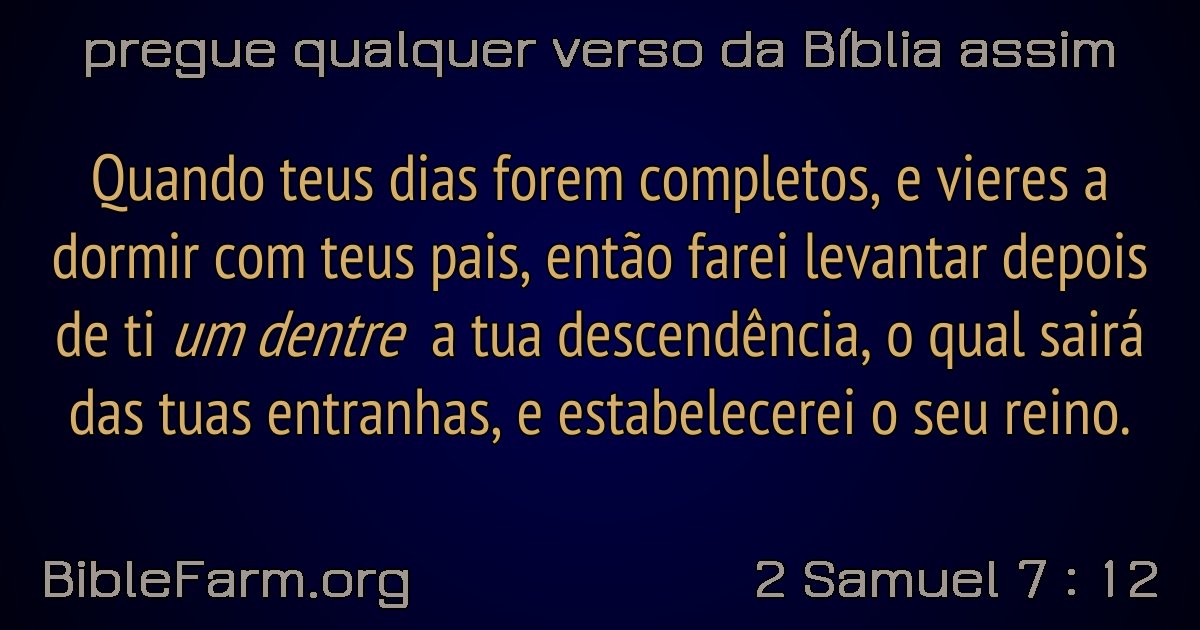 pregue qualquer verso da Bíblia assim
Quando teus dias forem completos, e vieres a
dormir com teus pais, então farei levantar depois
de ti um dentre a tua descendência, o qual sairá
das tuas entranhas, e estabelecerei o seu reino.
BibleFarm.org
2 Samuel 7 : 12